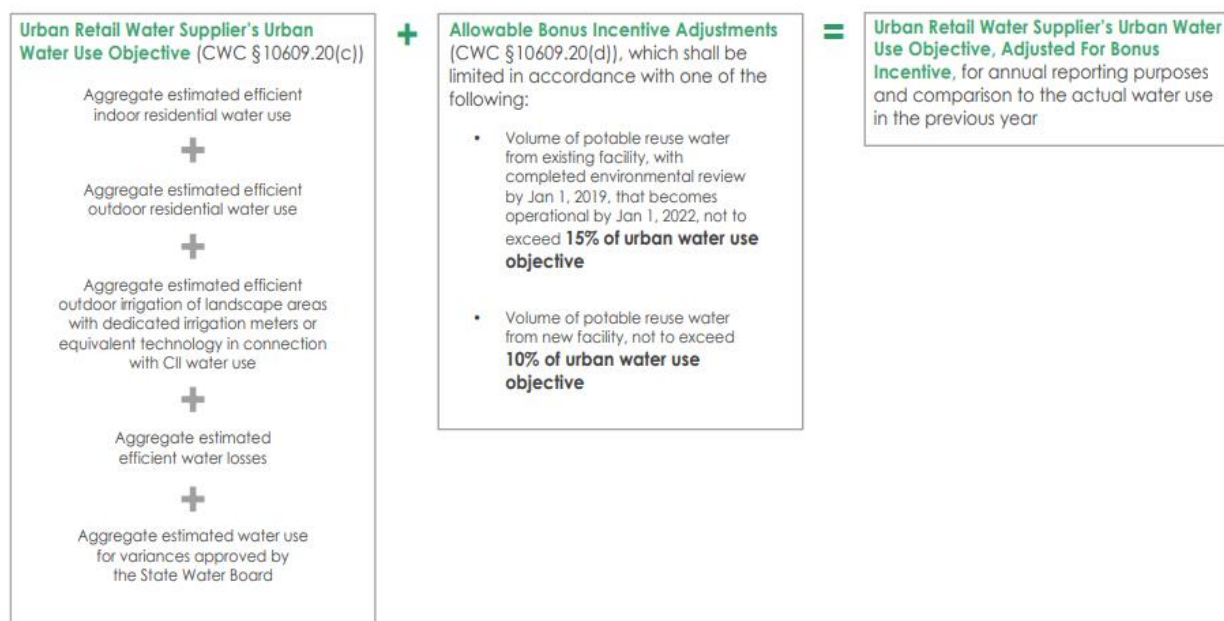 Urban Retail Water Supplier's Urban
Water Use Objective (CWC §10609.20(c))
Aggregate estimated efficient
indoor residential water use
+
Aggregate estimated efficient
outdoor residential water use
+
Aggregate estimated efficient
outdoor irrigation of landscape areas
with dedicated irrigation meters or
equivalent technology in connection
with CII water use
+
Aggregate estimated
efficient water losses
+
Aggregate estimated water use
for variances approved by
the State Water Board
+
Allowable Bonus Incentive Adjustments
(CWC §10609.20(d)), which shall be
limited in accordance with one of the
following:
• Volume of potable reuse water
from existing facility, with
completed environmental review
by Jan 1, 2019, that becomes
operational by Jan 1, 2022, not to
exceed 15% of urban water use
objective
• Volume of potable reuse water
from new facility, not to exceed
10% of urban water use
objective
=
Urban Retail Water Supplier's Urban Water
Use Objective, Adjusted For Bonus
Incentive, for annual reporting purposes
and comparison to the actual water use
in the previous year